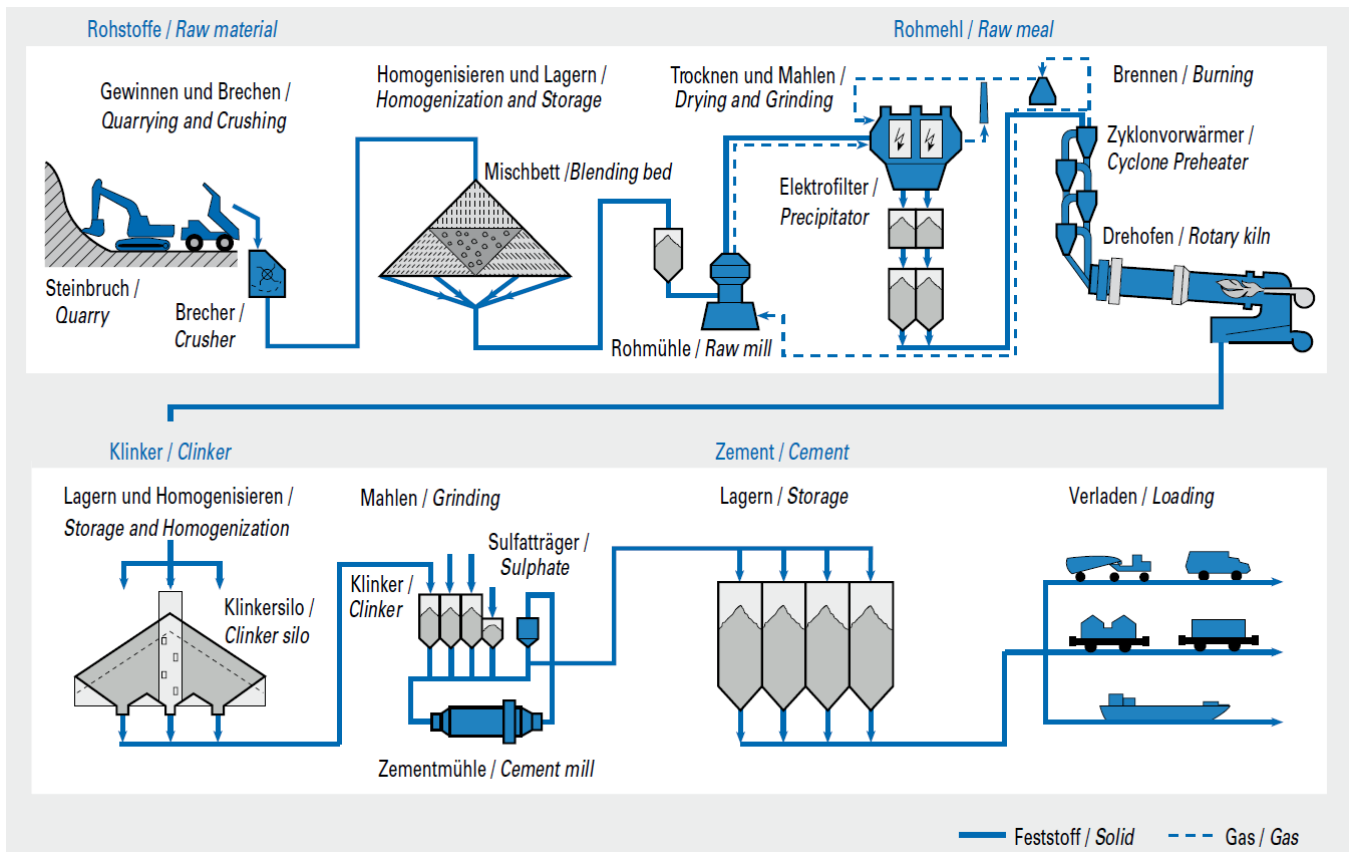 Rohstoffe / Raw material
Rohmehl / Raw meal
Gewinnen und Brechen /
Quarrying and Crushing
Homogenisieren und Lagern /
Homogenization and Storage
Trocknen und Mahlen /
Drying and Grinding
Brennen / Burning
Zyklonvorwärmer /
Cyclone Preheater
Mischbett /Blending bed
Elektrofilter /
Precipitator
Drehofen / Rotary kiln
Steinbruch /
Quarry
Brecher /
Crusher
Rohmühle / Raw mill
Klinker / Clinker
Zement / Cement
Lagern und Homogenisieren /
Storage and Homogenization
Mahlen / Grinding
Lagern / Storage
Verladen / Loading
Sulfatträger /
Sulphate
Klinker /
Clinker
Klinkersilo /
Clinker silo
Zementmühle / Cement mill
Feststoff / Solid
Gas / Gas